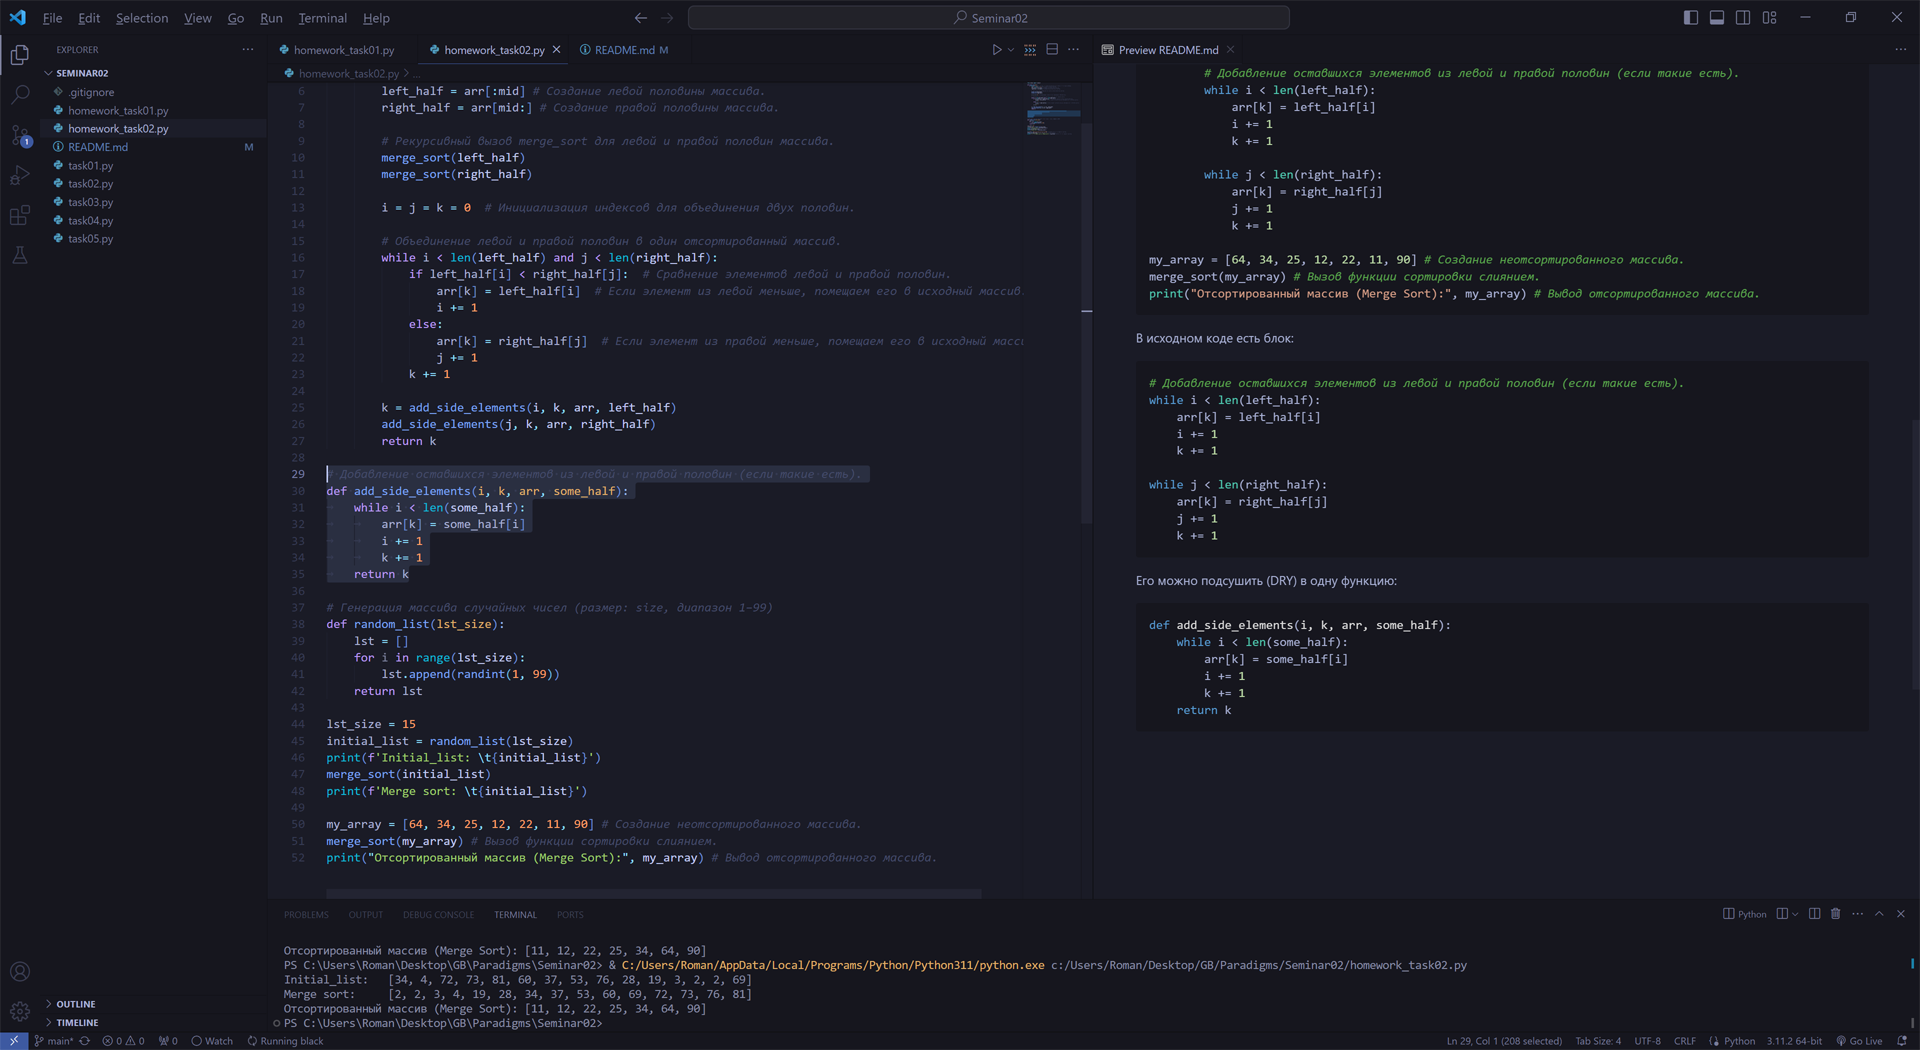 File Edit Selection View Go Run Terminal Help
Seminar02
EXPLORER
SEMINAR02
.gitignore
homework_task01.py
homework_task02.py
README.md M
task01.py
task02.py
task03.py
task04.py
task05.py
OUTLINE
TIMELINE
1
homework_task01.py
homework_task02.py
README.md M
homework_task02.py > ...
6 left_half = arr[:mid] # Создание левой половины массива.
7 right_half = arr[mid:] # Создание правой половины массива.
8
9 # Рекурсивный вызов merge_sort для левой и правой половин массива.
10 merge_sort(left_half)
11 merge_sort(right_half)
12
13 i = j = k = 0 # Инициализация индексов для объединения двух половин.
14
15 # Объединение левой и правой половин в один отсортированный массив.
16 while i < len(left_half) and j < len(right_half):
17 if left_half[i] < right_half[j]: # Сравнение элементов левой и правой половин.
18 arr[k] = left_half[i] # Если элемент из левой меньше, помещаем его в исходный массив.
19 i += 1
20 else:
21 arr[k] = right_half[j] # Если элемент из правой меньше, помещаем его в исходный масс
22 j += 1
23 k += 1
24
25 k = add_side_elements(i, k, arr, left_half)
26 add_side_elements(j, k, arr, right_half)
27 return k
28
29 # Добавление оставшихся элементов из левой и правой половин (если такие есть).
30 def add_side_elements(i, k, arr, some_half):
31 while i < len(some_half):
32 arr[k] = some_half[i]
33 i += 1
34 k += 1
35 return k
36
37 # Генерация массива случайных чисел (размер: size, диапазон 1-99)
38 def random_list(lst_size):
39 lst = []
40 for i in range(lst_size):
41 lst.append(randint(1, 99))
42 return lst
43
44 lst_size = 15
45 initial_list = random_list(lst_size)
46 print(f'Initial_list: \t{initial_list}')
47 merge_sort(initial_list)
48 print(f'Merge sort: \t{initial_list}')
49
50 my_array = [64, 34, 25, 12, 22, 11, 90] # Создание неотсортированного массива.
51 merge_sort(my_array) # Вызов функции сортировки слиянием.
52 print("Отсортированный массив (Merge Sort):", my_array) # Вывод отсортированного массива.
Preview README.md
# Добавление оставшихся элементов из левой и правой половин (если такие есть).
while i < len(left_half):
arr[k] = left_half[i]
i += 1
k += 1
while j < len(right_half):
arr[k] = right_half[j]
j += 1
k += 1
my_array = [64, 34, 25, 12, 22, 11, 90] # Создание неотсортированного массива.
merge_sort(my_array) # Вызов функции сортировки слиянием.
print("Отсортированный массив (Merge Sort):", my_array) # Вывод отсортированного массива.
В исходном коде есть блок:
# Добавление оставшихся элементов из левой и правой половин (если такие есть).
while i < len(left_half):
arr[k] = left_half[i]
i += 1
k += 1
while j < len(right_half):
arr[k] = right_half[j]
j += 1
k += 1
Его можно подсушить (DRY) в одну функцию:
def add_side_elements(i, k, arr, some_half):
while i < len(some_half):
arr[k] = some_half[i]
i += 1
k += 1
return k
PROBLEMS OUTPUT DEBUG CONSOLE TERMINAL PORTS
Python
Отсортированный массив (Merge Sort): [11, 12, 22, 25, 34, 64, 90]
PS C:\Users\Roman\Desktop\GB\Paradigms\Seminar02> & C:/Users/Roman/AppData/Local/Programs/Python/Python311/python.exe c:/Users/Roman/Desktop/GB/Paradigms/Seminar02/homework_task02.py
Initial_list: [34, 4, 72, 73, 81, 60, 37, 53, 76, 28, 19, 3, 2, 2, 69]
Merge sort: [2, 2, 3, 4, 19, 28, 34, 37, 53, 60, 69, 72, 73, 76, 81]
Отсортированный массив (Merge Sort): [11, 12, 22, 25, 34, 64, 90]
PS C:\Users\Roman\Desktop\GB\Paradigms\Seminar02>
main* 0 0 0 Watch Running black
Ln 29, Col 1 (208 selected) Tab Size: 4 UTF-8 CRLF Python 3.11.2 64-bit Go Live